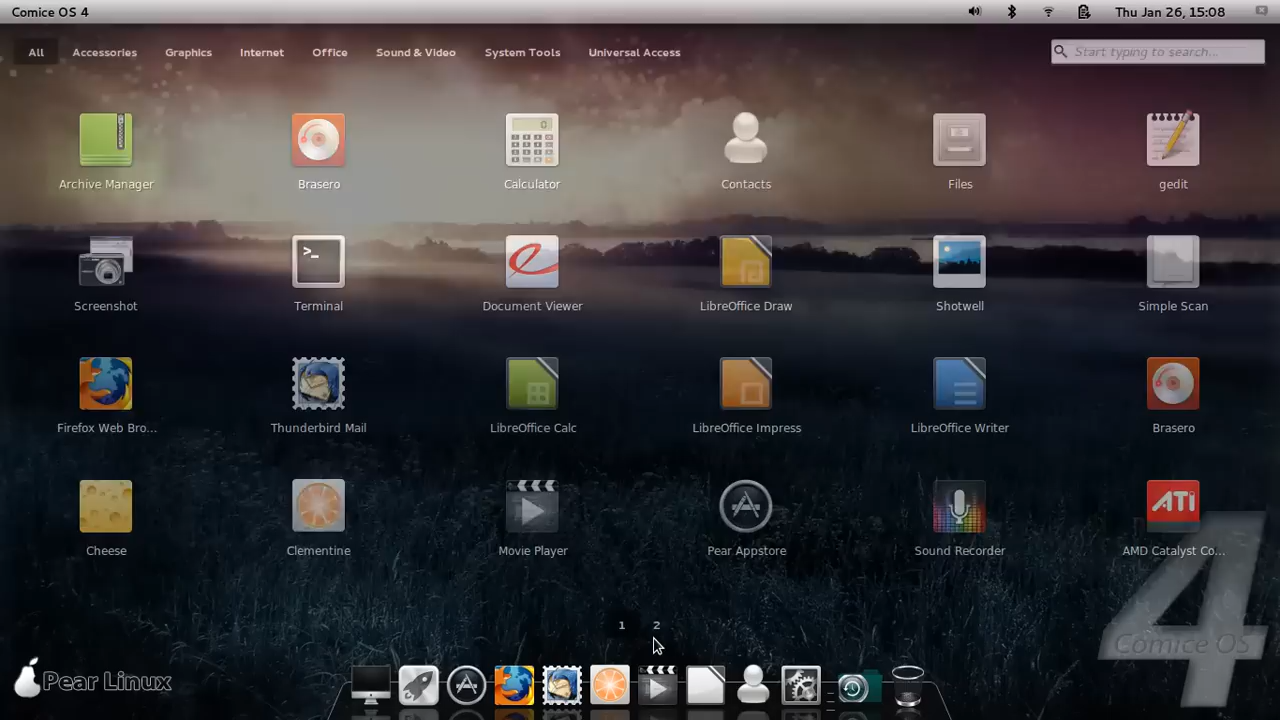 Comice OS 4
Thu Jan 26, 15:08
All Accessories Graphics Internet Office Sound & Video System Tools Universal Access
Start typing to search...
Archive Manager Brasero Calculator Contacts Files gedit
Screenshot Terminal Document Viewer LibreOffice Draw Shotwell Simple Scan
Firefox Web Bro... Thunderbird Mail LibreOffice Calc LibreOffice Impress LibreOffice Writer Brasero
ATI
Cheese Clementine Movie Player Pear Appstore Sound Recorder AMD Catalyst Co...
1 2
4
Comice OS
Pear Linux